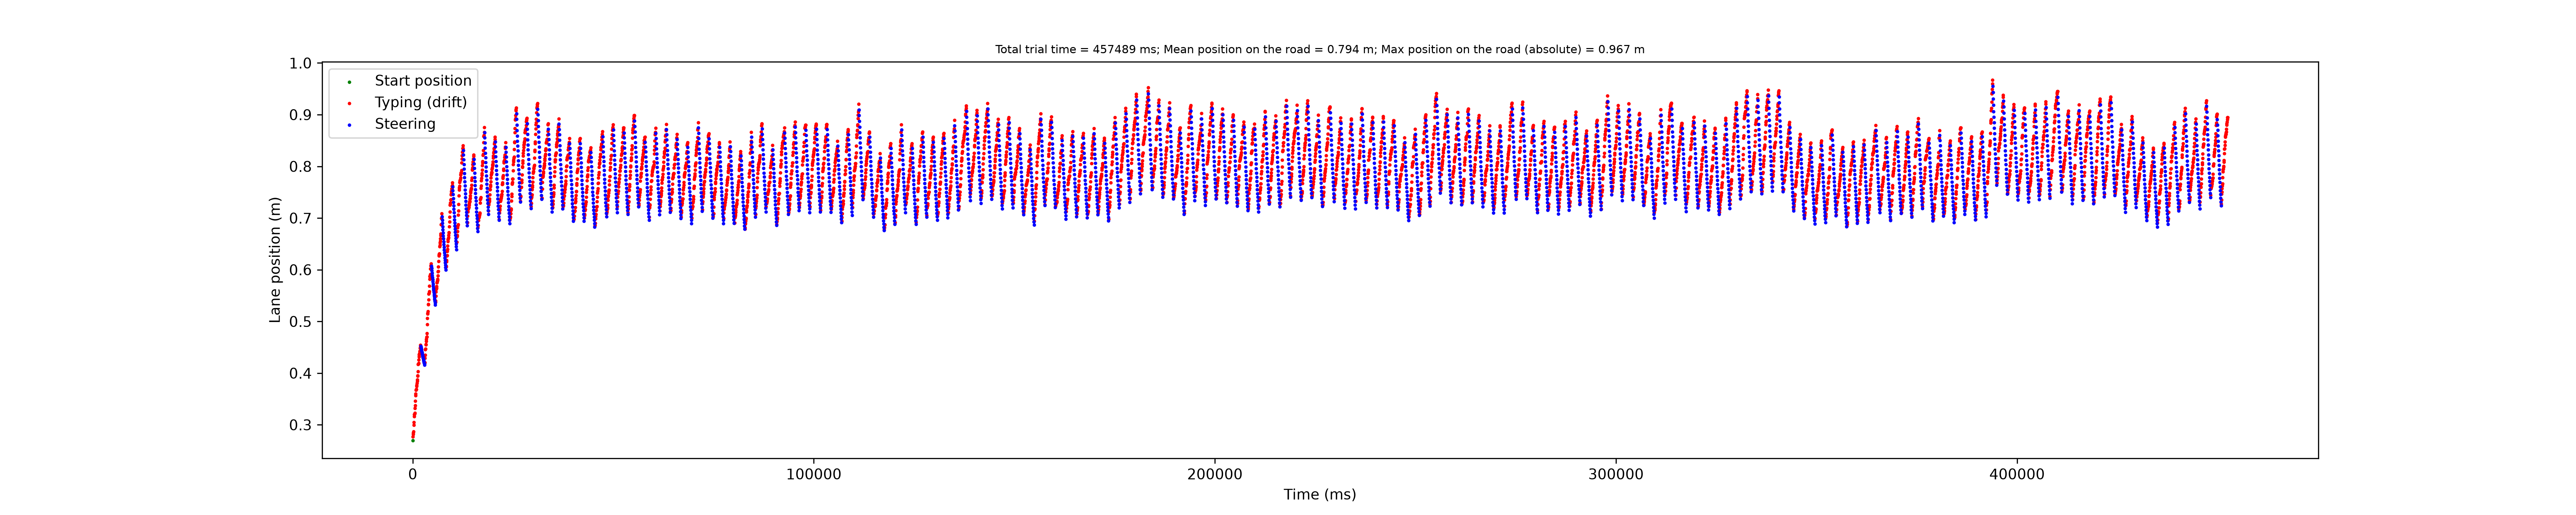 Total trial time = 457489 ms; Mean position on the road = 0.794 m; Max position on the road (absolute) = 0.967 m
1.0
0.9
0.8
0.7
0.6
0.5
0.4
0.3
Lane position (m)
Start position
Typing (drift)
Steering
0
100000
200000
300000
400000
Time (ms)